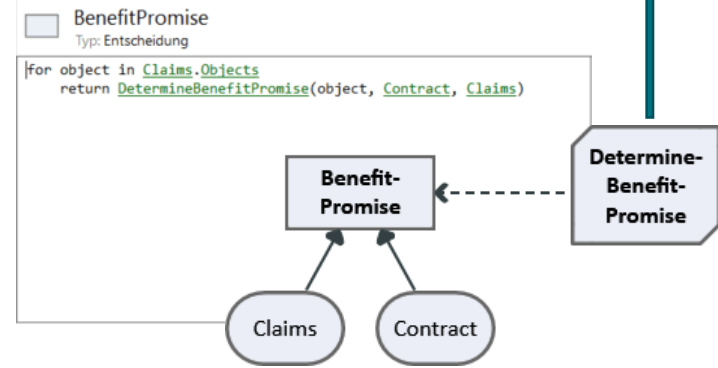 BenefitPromise
Typ: Entscheidung
for object in Claims.Objects
return DetermineBenefitPromise(object, Contract, Claims)
Determine-
Benefit-
Promise
Benefit-
Promise
Claims
Contract